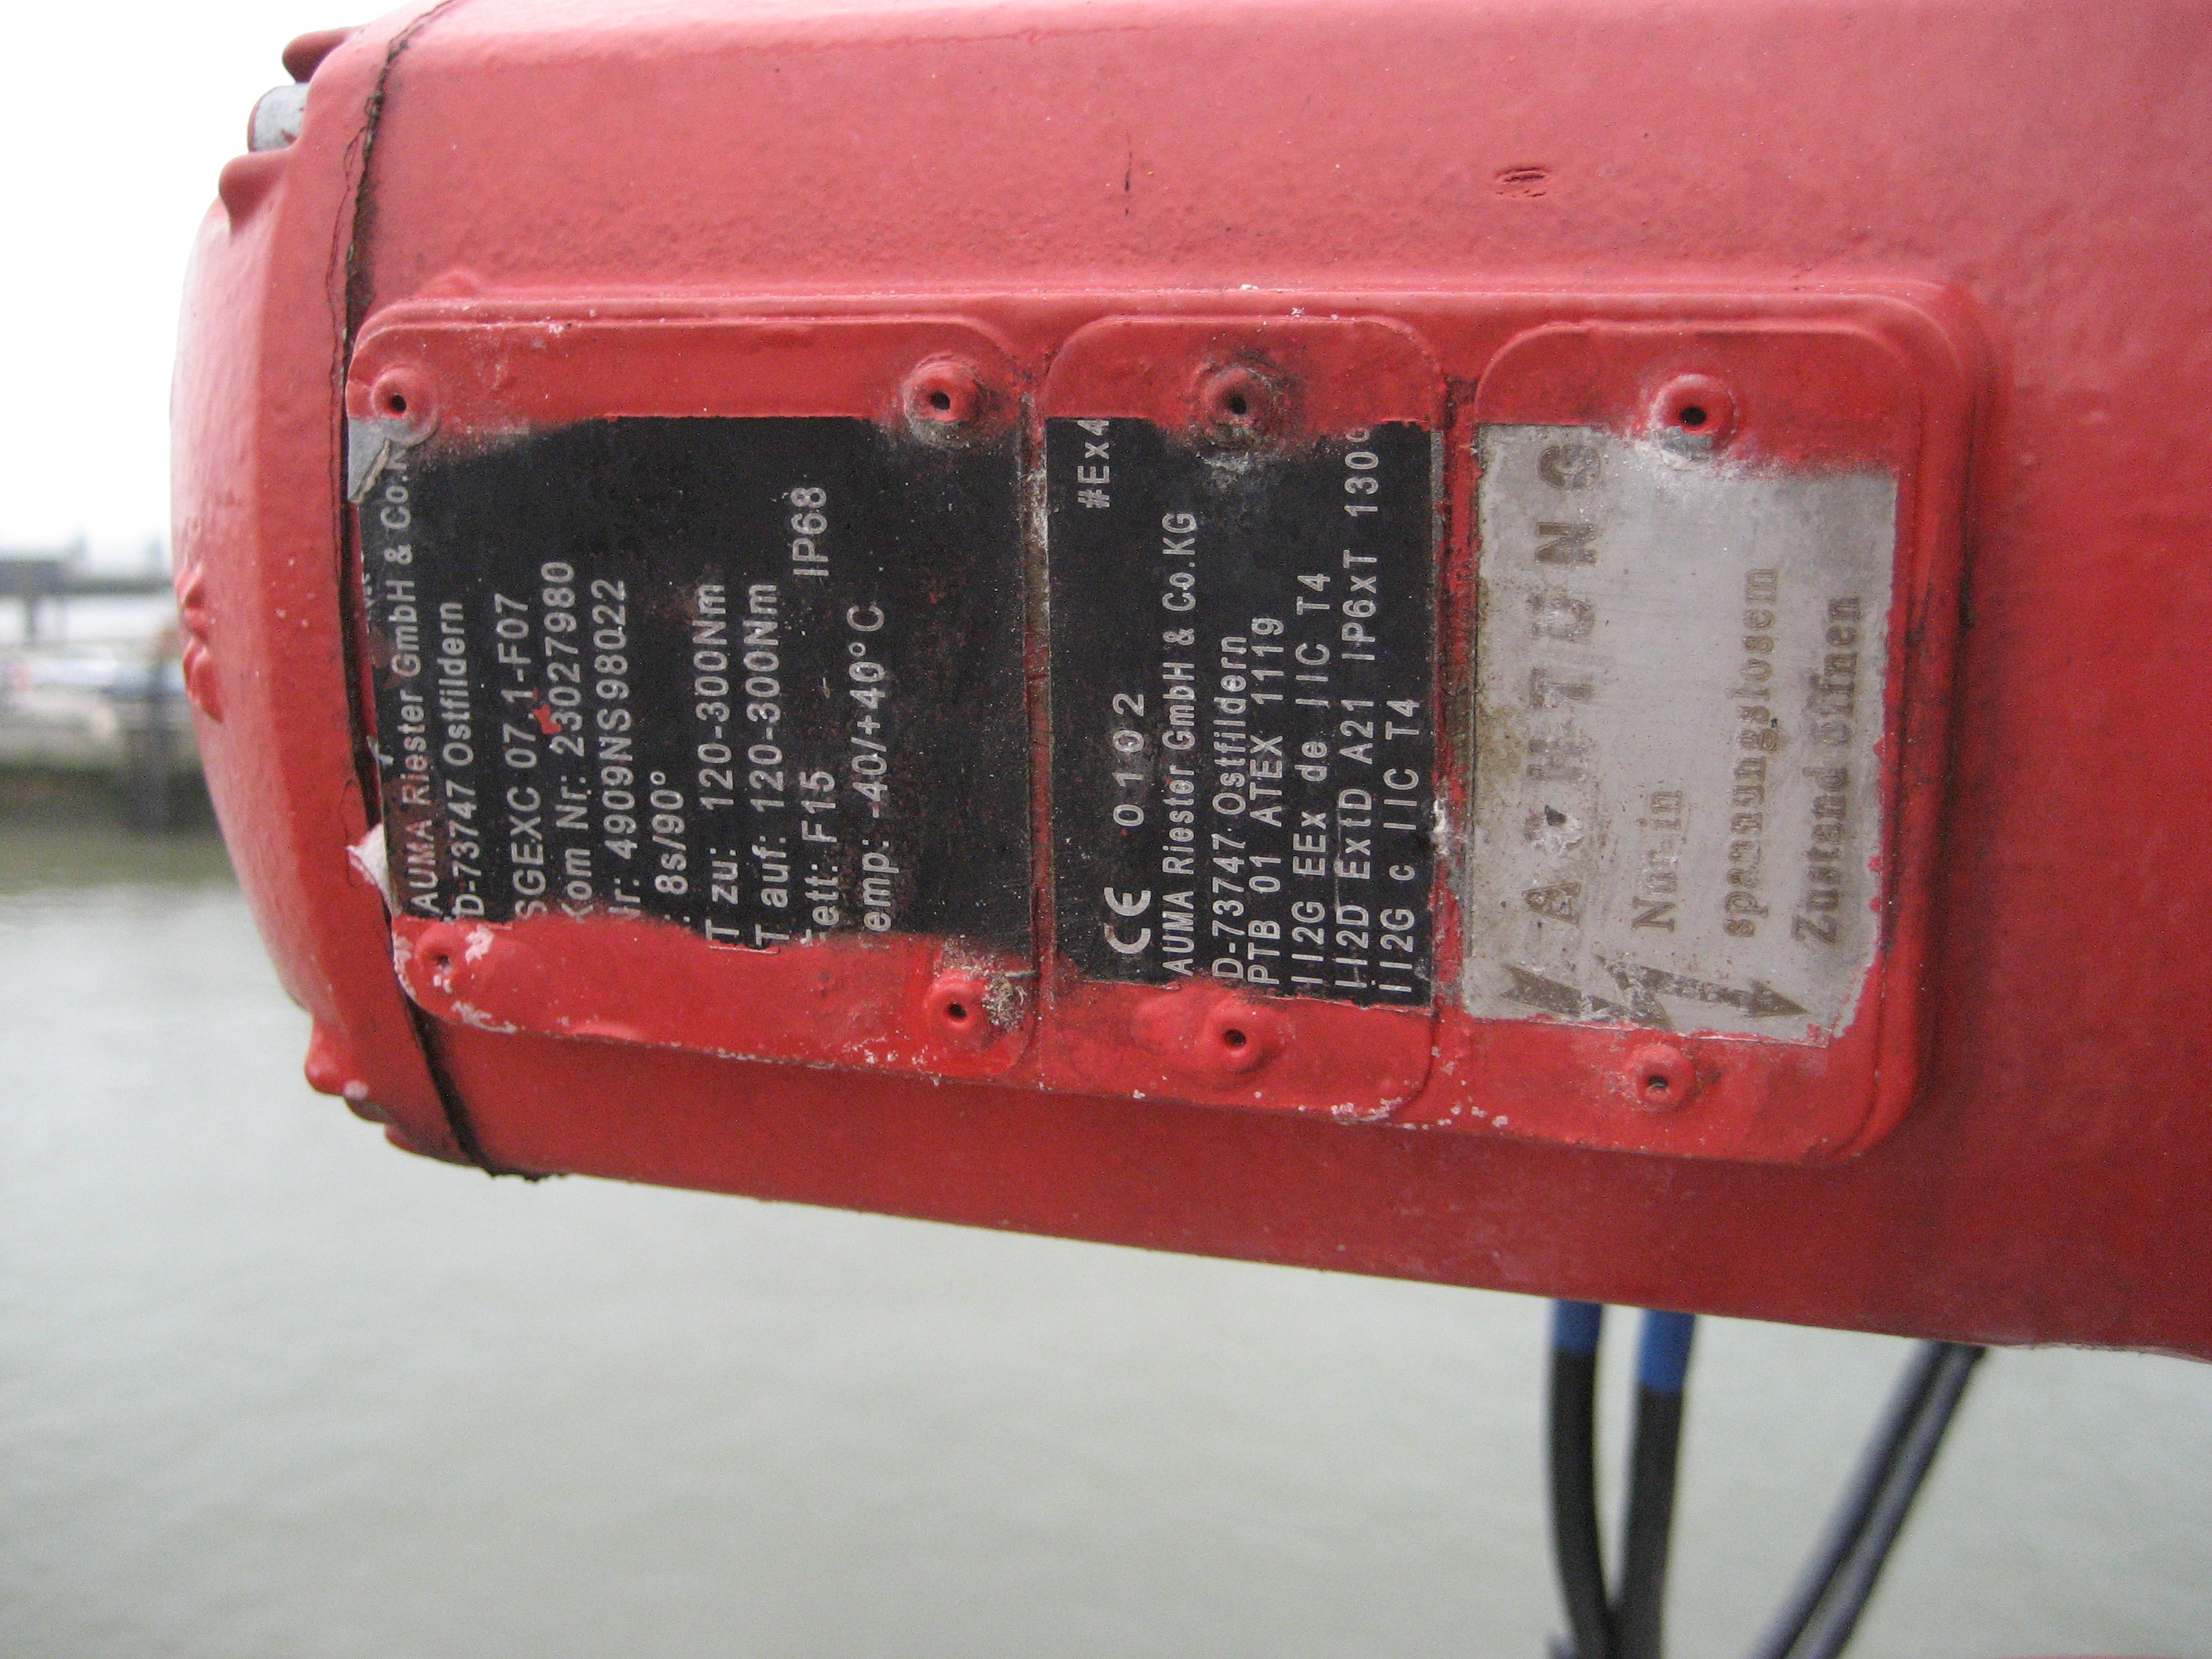 AUMA Riester GmbH & Co.K
D-73747 Ostfildern
SGEXC 07.1-F07
Kom Nr: 23027980
Nr: 4909NS98022
: 8s/90°
T zu: 120-300Nm
T auf: 120-300Nm
Fett: F15 IP68
emp: -40/+40°C
#Ex4
CE 0102
AUMA Riester GmbH & Co.KG
D-73747 Ostfildern
PTB 01 ATEX 1119
II2G EEx de IIC T4
II2D ExtD A21 IP6xT 130
II2G c IIC T4
ACHTUNG
Nur in
spannungslosem
Zustand öffnen